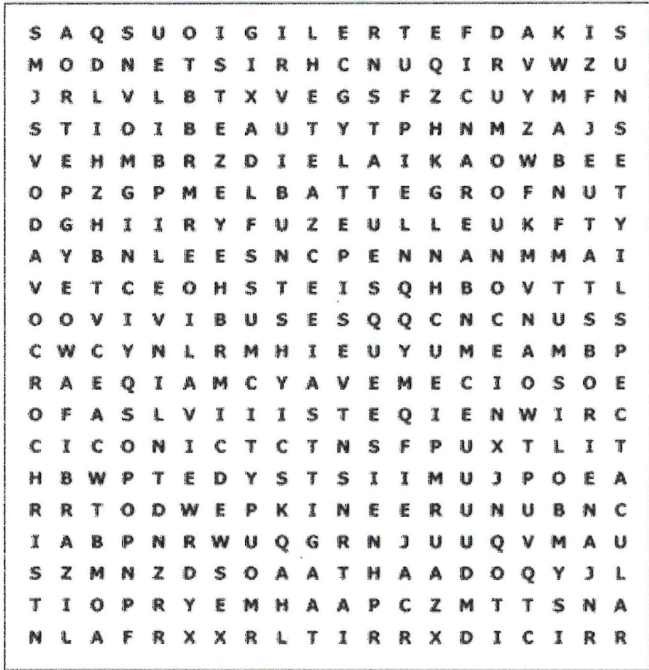 S A Q S U O I G I L E R T E F D A K I S
M O D N E T S I R H C N U Q I R V W Z U
J R L V L B T X V E G S F Z C U Y M F N
S T I O I B E A U T Y T P H N M Z A J S
V E H M B R Z D I E L A I K A O W B E E
O P Z G P M E L B A T T E G R O F N U T
D G H I I R Y F U Z E U L L E U K F T Y
A Y B N L E E S N C P E N N A N M M A I
V E T C E O H S T E I S Q H B O V T T L
O O V I V I B U S E S Q Q C N C N U S S
C W C Y N L R M H I E U Y U M E A M B P
R A E Q I A M C Y A V E M E C I O S O E
O F A S L V I I I S T E Q I E N W I R C
C I C O N I C T C T N S F P U X T L I T
H B W P T E D Y S T S I I M U J P O E A
R R T O D W E P K I N E E R U N U B N C
I A B P N R W U Q G R N J U U Q V M A U
S Z M N Z D S O A A T H A A D O Q Y J L
T I O P R Y E M H A A P C Z M T T S N A
N L A F R X X R L T I R R X D I C I R R